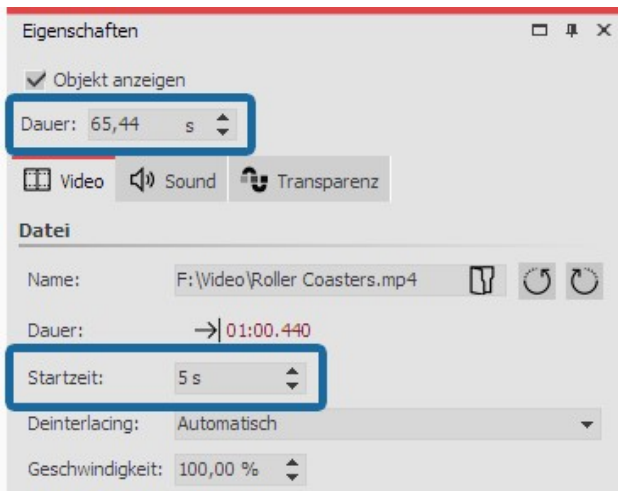 Eigenschaften
Objekt anzeigen
Dauer: 65,44 s
Video Sound Transparenz
Datei
Name: F:\Video\Roller Coasters.mp4
Dauer: 01:00.440
Startzeit: 5 s
Deinterlacing: Automatisch
Geschwindigkeit: 100,00 %